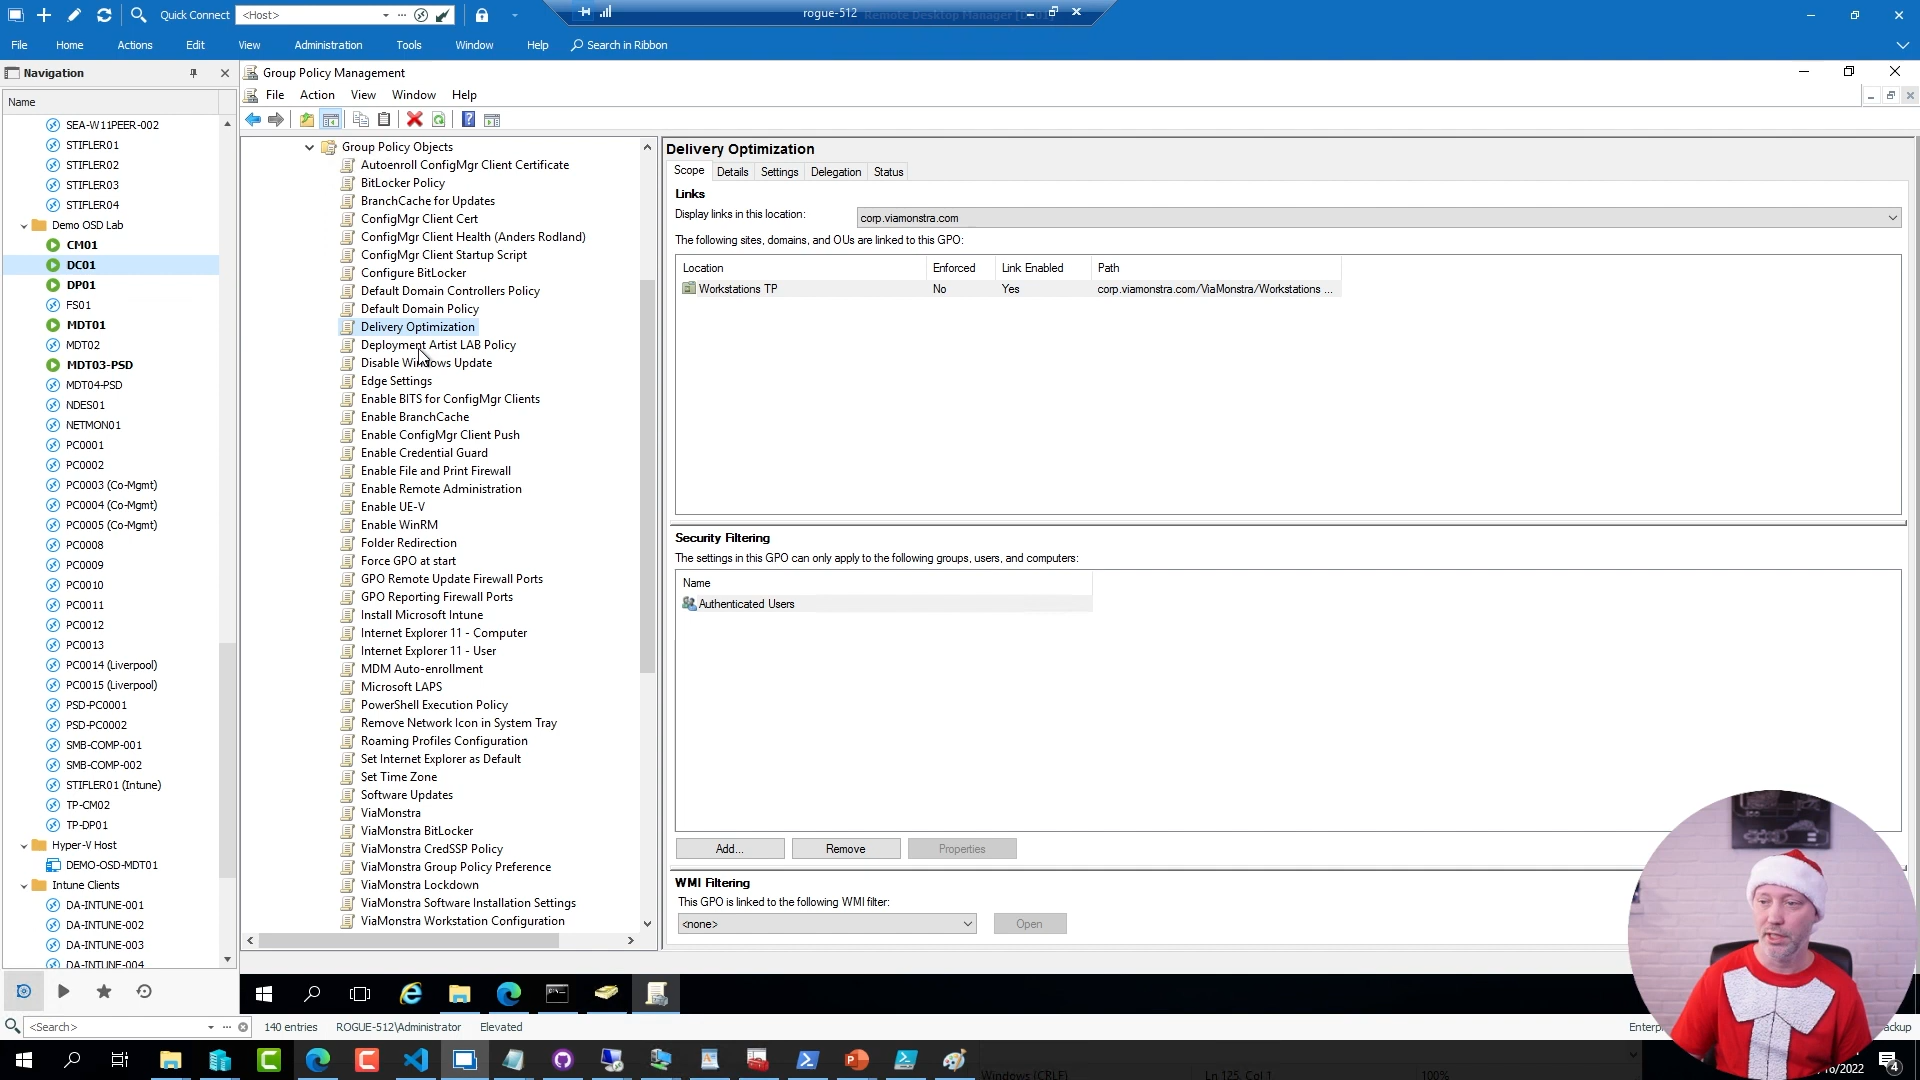 Quick Connect
<Host>
rogue-512
Remote Desktop Manager
File
Home
Actions
Edit
View
Administration
Tools
Window
Help
Search in Ribbon
Navigation
Name
SEA-W11PEER-002
STIFLER01
STIFLER02
STIFLER03
STIFLER04
Demo OSD Lab
CM01
DC01
DP01
FS01
MDT01
MDT02
MDT03-PSD
MDT04-PSD
NDES01
NETMON01
PC0001
PC0002
PC0003 (Co-Mgmt)
PC0004 (Co-Mgmt)
PC0005 (Co-Mgmt)
PC0008
PC0009
PC0010
PC0011
PC0012
PC0013
PC0014 (Liverpool)
PC0015 (Liverpool)
PSD-PC0001
PSD-PC0002
SMB-COMP-001
SMB-COMP-002
STIFLER01 (Intune)
TP-CM02
TP-DP01
Hyper-V Host
DEMO-OSD-MDT01
Intune Clients
DA-INTUNE-001
DA-INTUNE-002
DA-INTUNE-003
DA-INTUNE-004
<Search>
140 entries
ROGUE-512\Administrator
Elevated
Group Policy Management
File
Action
View
Window
Help
Group Policy Objects
Autoenroll ConfigMgr Client Certificate
BitLocker Policy
BranchCache for Updates
ConfigMgr Client Cert
ConfigMgr Client Health (Anders Rodland)
ConfigMgr Client Startup Script
Configure BitLocker
Default Domain Controllers Policy
Default Domain Policy
Delivery Optimization
Deployment Artist LAB Policy
Disable Windows Update
Edge Settings
Enable BITS for ConfigMgr Clients
Enable BranchCache
Enable ConfigMgr Client Push
Enable Credential Guard
Enable File and Print Firewall
Enable Remote Administration
Enable UE-V
Enable WinRM
Folder Redirection
Force GPO at start
GPO Remote Update Firewall Ports
GPO Reporting Firewall Ports
Install Microsoft Intune
Internet Explorer 11 - Computer
Internet Explorer 11 - User
MDM Auto-enrollment
Microsoft LAPS
PowerShell Execution Policy
Remove Network Icon in System Tray
Roaming Profiles Configuration
Set Internet Explorer as Default
Set Time Zone
Software Updates
ViaMonstra
ViaMonstra BitLocker
ViaMonstra CredSSP Policy
ViaMonstra Group Policy Preference
ViaMonstra Lockdown
ViaMonstra Software Installation Settings
ViaMonstra Workstation Configuration
Delivery Optimization
Scope
Details
Settings
Delegation
Status
Links
Display links in this location:
corp.viamonstra.com
The following sites, domains, and OUs are linked to this GPO:
Location
Enforced
Link Enabled
Path
Workstations TP
No
Yes
corp.viamonstra.com/ViaMonstra/Workstations ...
Security Filtering
The settings in this GPO can only apply to the following groups, users, and computers:
Name
Authenticated Users
Add...
Remove
Properties
WMI Filtering
This GPO is linked to the following WMI filter:
<none>
Open
Windows (CRLF)
Ln 125, Col 1
100%
4